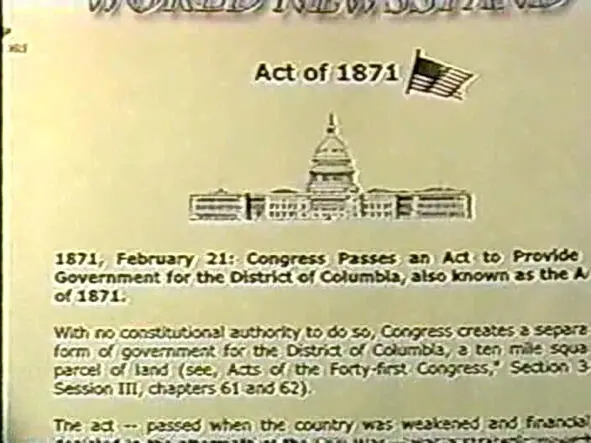 WORLD NEWSSTAND
Act of 1871
1871, February 21: Congress Passes an Act to Provide
Government for the District of Columbia, also known as the A
of 1871.
With no constitutional authority to do so, Congress creates a separa
form of government for the District of Columbia, a ten mile squa
parcel of land (see, Acts of the Forty-first Congress," Section 3
Session III, chapters 61 and 62).
The act -- passed when the country was weakened and financial